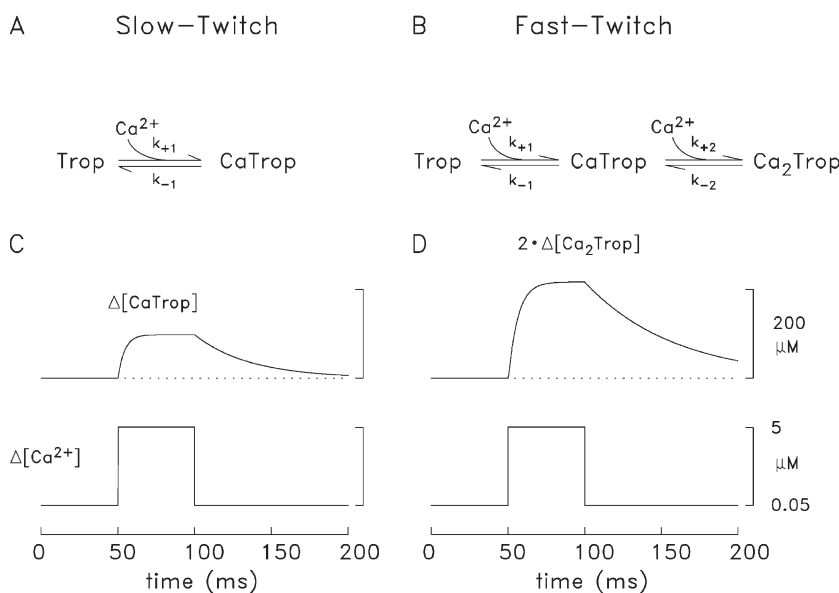 A Slow–Twitch
B Fast–Twitch
Ca²⁺
k₊₁
Trop CaTrop
k₋₁
Ca²⁺ Ca²⁺
k₊₁ k₊₂
Trop CaTrop Ca₂Trop
k₋₁ k₋₂
C
Δ[CaTrop]
D
2•Δ[Ca₂Trop]
200
μM
Δ[Ca²⁺]
5
μM
0.05
0 50 100 150 200
time (ms)
0 50 100 150 200
time (ms)